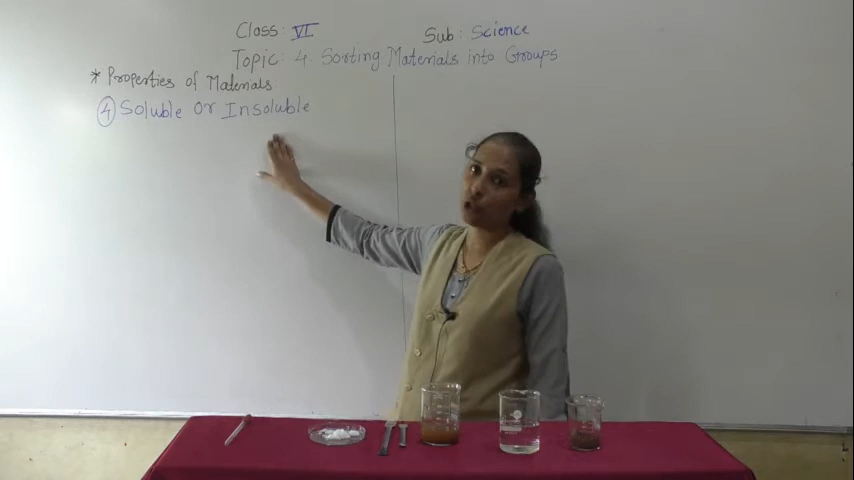 Class: VI Sub: Science
Topic: 4. Sorting Materials into Groups
* Properties of Materials:
4 Soluble Or Insoluble